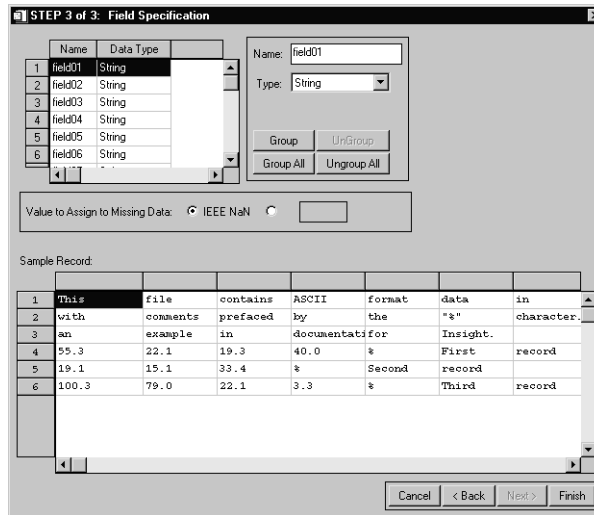 STEP 3 of 3: Field Specification
Name Data Type
1 field01 String
2 field02 String
3 field03 String
4 field04 String
5 field05 String
6 field06 String
Name: field01
Type: String
Group UnGroup
Group All Ungroup All
Value to Assign to Missing Data: IEEE NaN
Sample Record:
1 This file contains ASCII format data in
2 with comments prefaced by the "%" character.
3 an example in documentati for Insight.
4 55.3 22.1 19.3 40.0 % First record
5 19.1 15.1 33.4 % Second record
6 100.3 79.0 22.1 3.3 % Third record
Cancel < Back Next > Finish